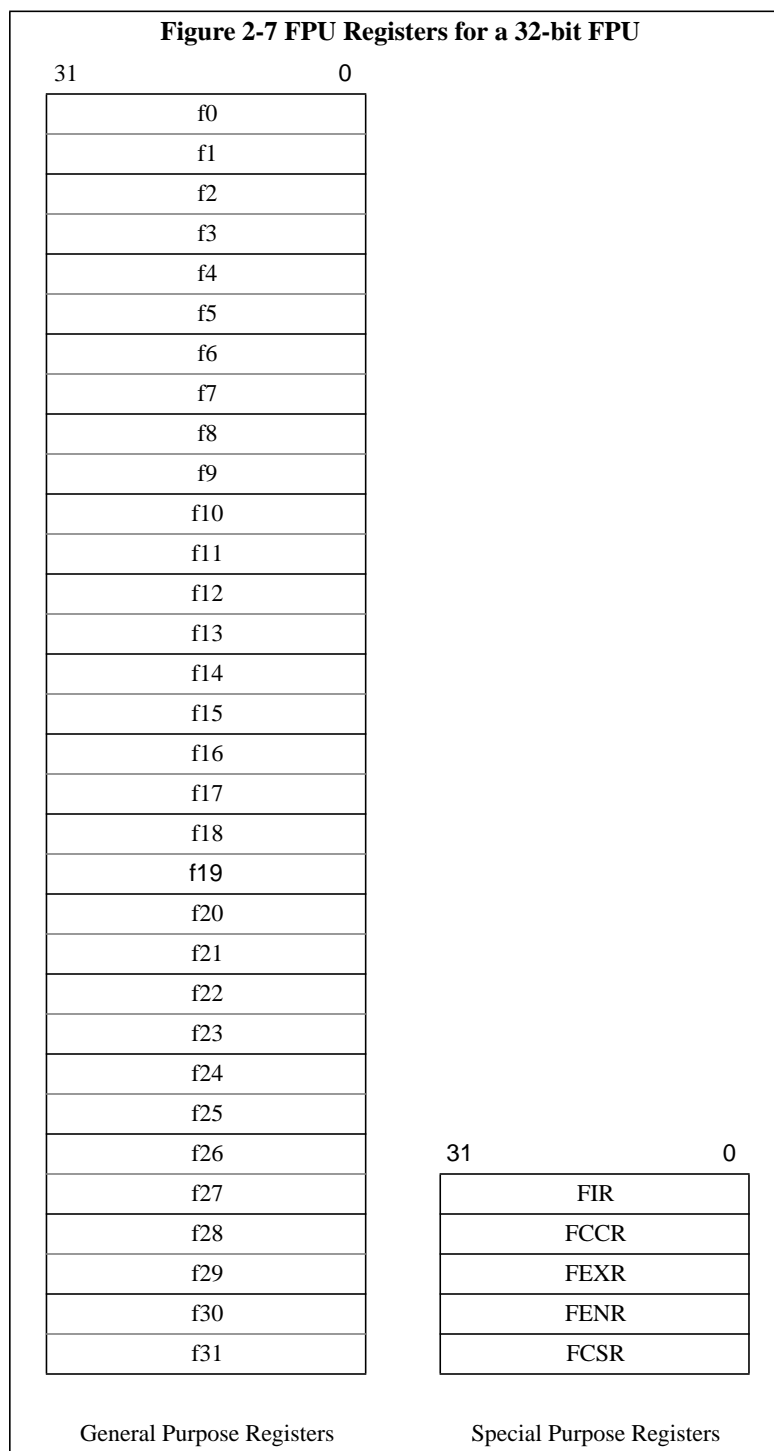 Figure 2-7 FPU Registers for a 32-bit FPU
31 0
f0
f1
f2
f3
f4
f5
f6
f7
f8
f9
f10
f11
f12
f13
f14
f15
f16
f17
f18
f19
f20
f21
f22
f23
f24
f25
f26
f27
f28
f29
f30
f31
General Purpose Registers
31 0
FIR
FCCR
FEXR
FENR
FCSR
Special Purpose Registers